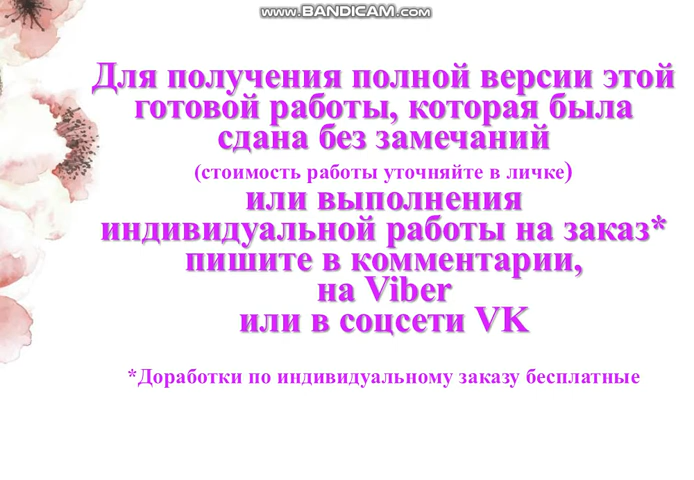 www.BANDICAM.com
Для получения полной версии этой
готовой работы, которая была
сдана без замечаний
(стоимость работы уточняйте в личке)
или выполнения
индивидуальной работы на заказ*
пишите в комментарии,
на Viber
или в соцсети VK
*Доработки по индивидуальному заказу бесплатные